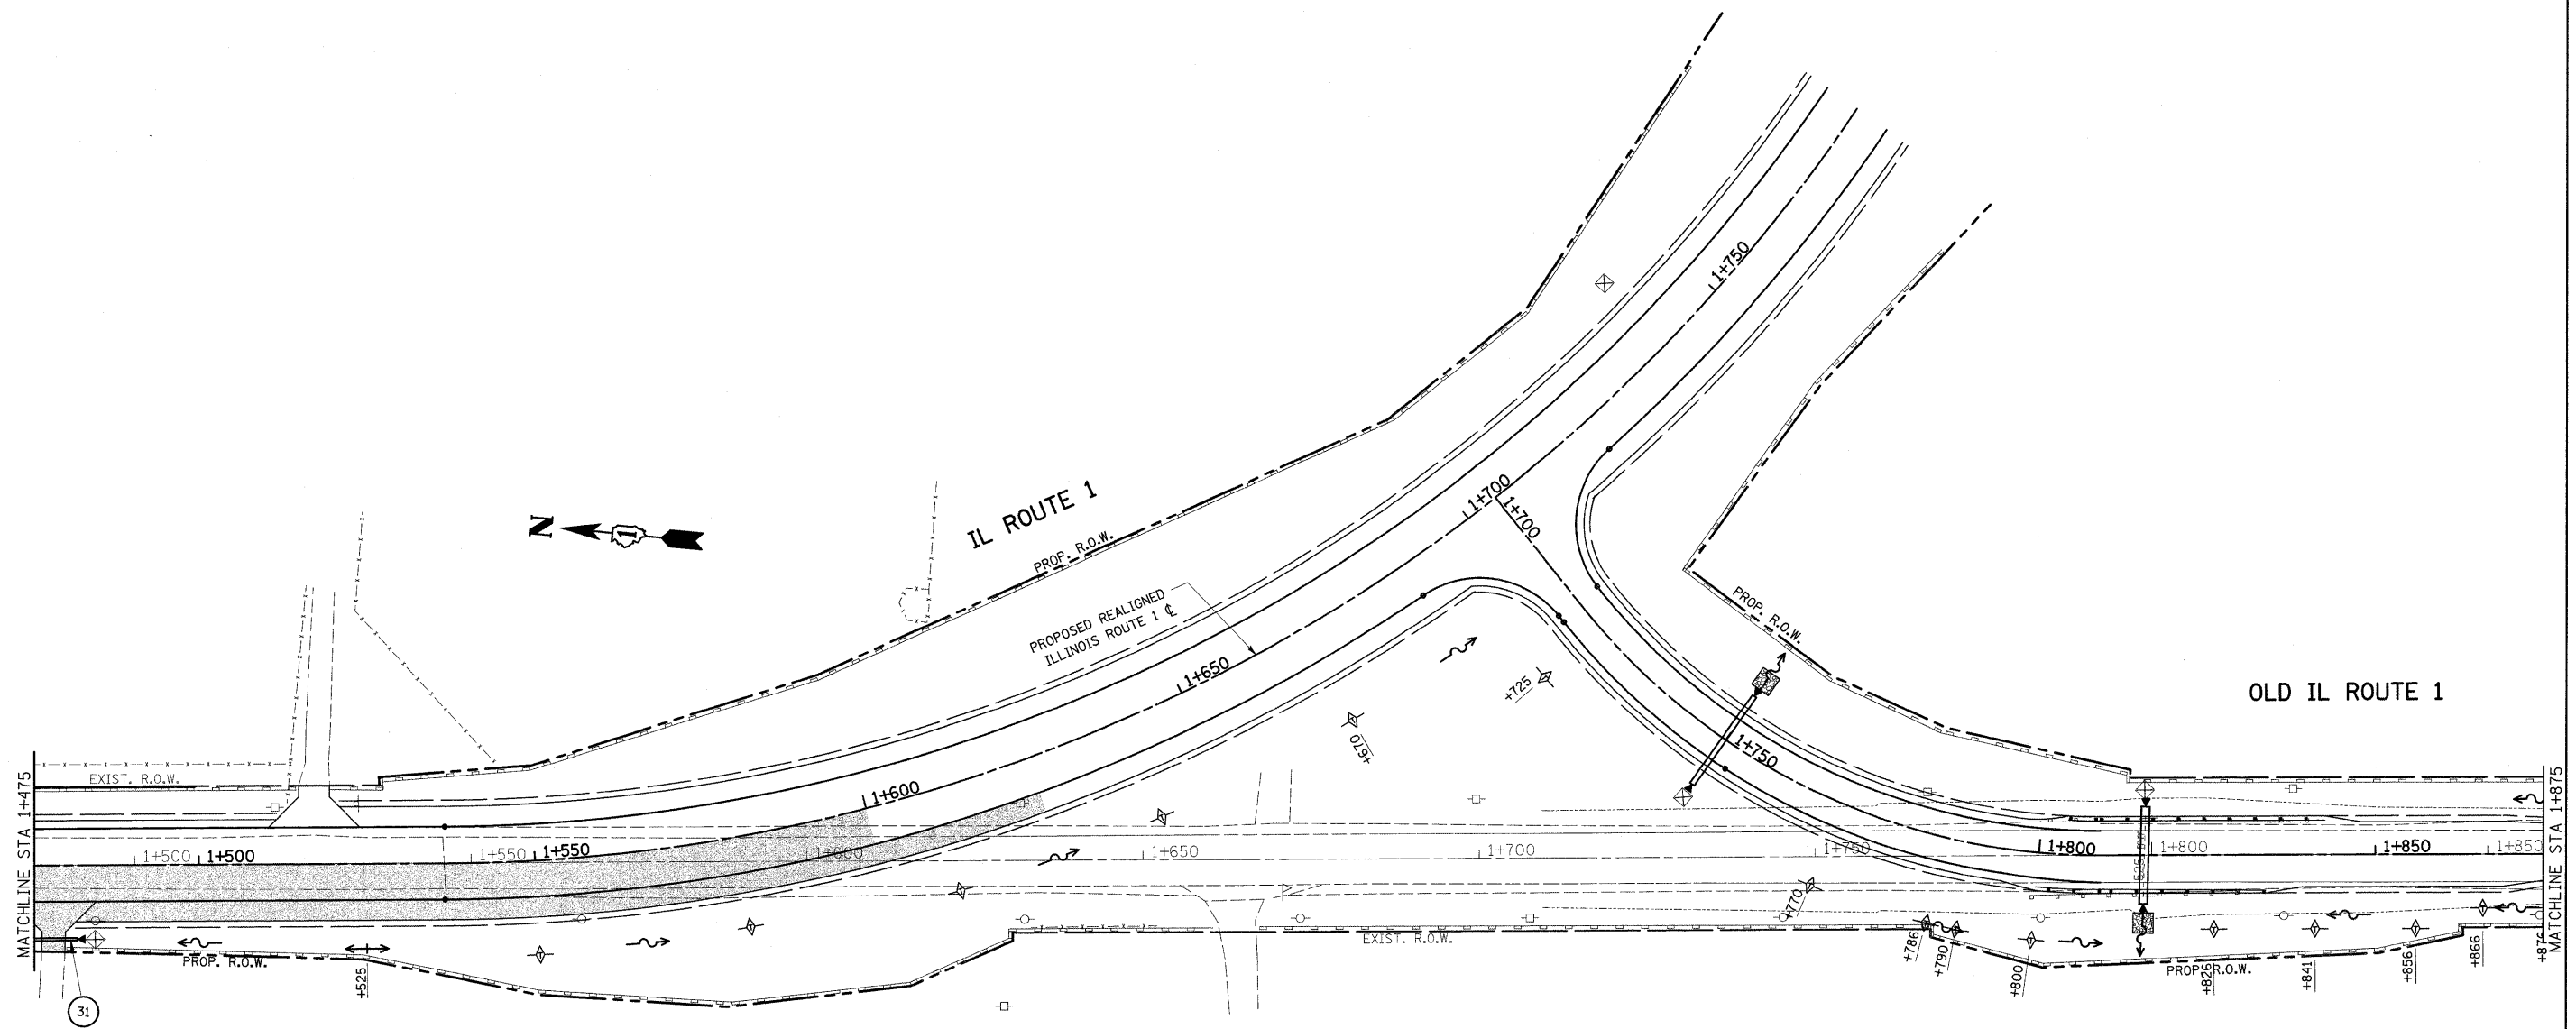 1+750
IL ROUTE 1
PROP. R.O.W.
N
1
1+700
1+700
PROPOSED REALIGNED
ILLINOIS ROUTE 1 ℄
PROP. R.O.W.
1+650
+725
+670
OLD IL ROUTE 1
1+750
MATCHLINE STA 1+475
EXIST. R.O.W.
1+600
1+500
1+500
1+550
1+550
1+600
1+650
1+700
1+750
1+800
1+800
1+850
1+850
MATCHLINE STA 1+875
+770
EXIST. R.O.W.
PROP. R.O.W.
+525
+786
+790
+800
PROP. R.O.W.
+826
+841
+856
+866
31